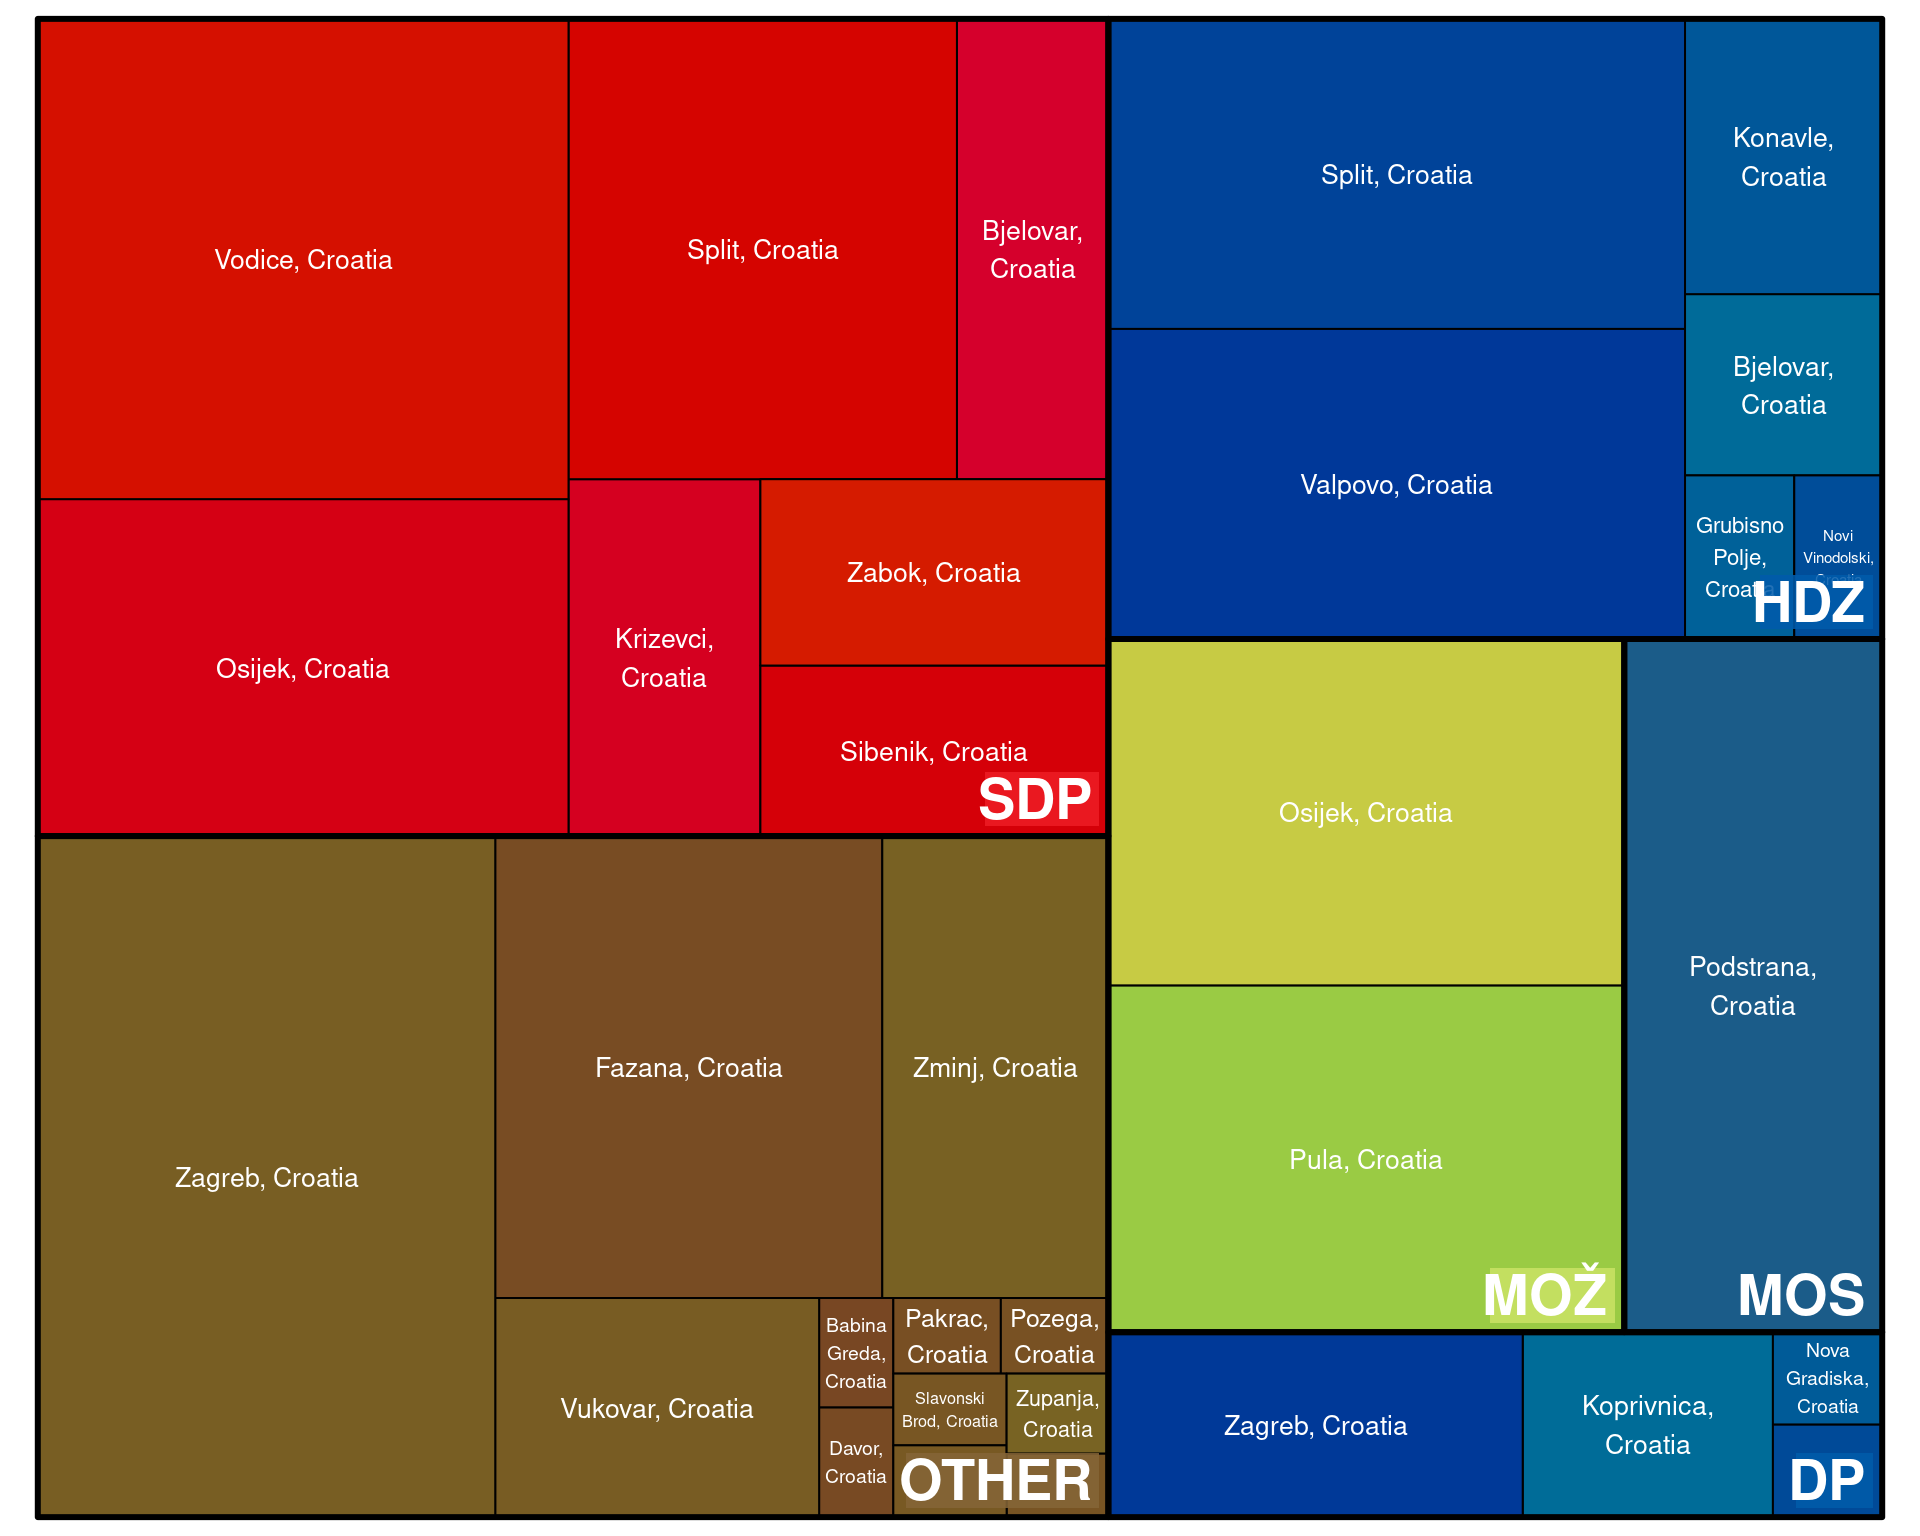 Vodice, Croatia
Split, Croatia
Bjelovar,
Croatia
Osijek, Croatia
Krizevci,
Croatia
Zabok, Croatia
Sibenik, Croatia
SDP
Zagreb, Croatia
Fazana, Croatia
Zminj, Croatia
Vukovar, Croatia
Babina
Greda,
Croatia
Davor,
Croatia
Pakrac,
Croatia
Pozega,
Croatia
Slavonski
Brod, Croatia
Zupanja,
Croatia
OTHER
Split, Croatia
Valpovo, Croatia
Konavle,
Croatia
Bjelovar,
Croatia
Grubisno
Polje,
Croatia
Novi
Vinodolski,
Croatia
HDZ
Osijek, Croatia
Pula, Croatia
MOŽ
Podstrana,
Croatia
MOS
Zagreb, Croatia
Koprivnica,
Croatia
Nova
Gradiska,
Croatia
DP